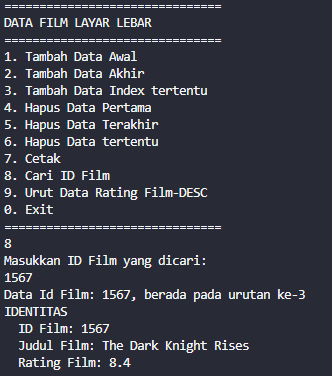 ===============================
DATA FILM LAYAR LEBAR
===============================
1. Tambah Data Awal
2. Tambah Data Akhir
3. Tambah Data Index tertentu
4. Hapus Data Pertama
5. Hapus Data Terakhir
6. Hapus Data tertentu
7. Cetak
8. Cari ID Film
9. Urut Data Rating Film-DESC
0. Exit
===============================
8
Masukkan ID Film yang dicari:
1567
Data Id Film: 1567, berada pada urutan ke-3
IDENTITAS
  ID Film: 1567
  Judul Film: The Dark Knight Rises
  Rating Film: 8.4